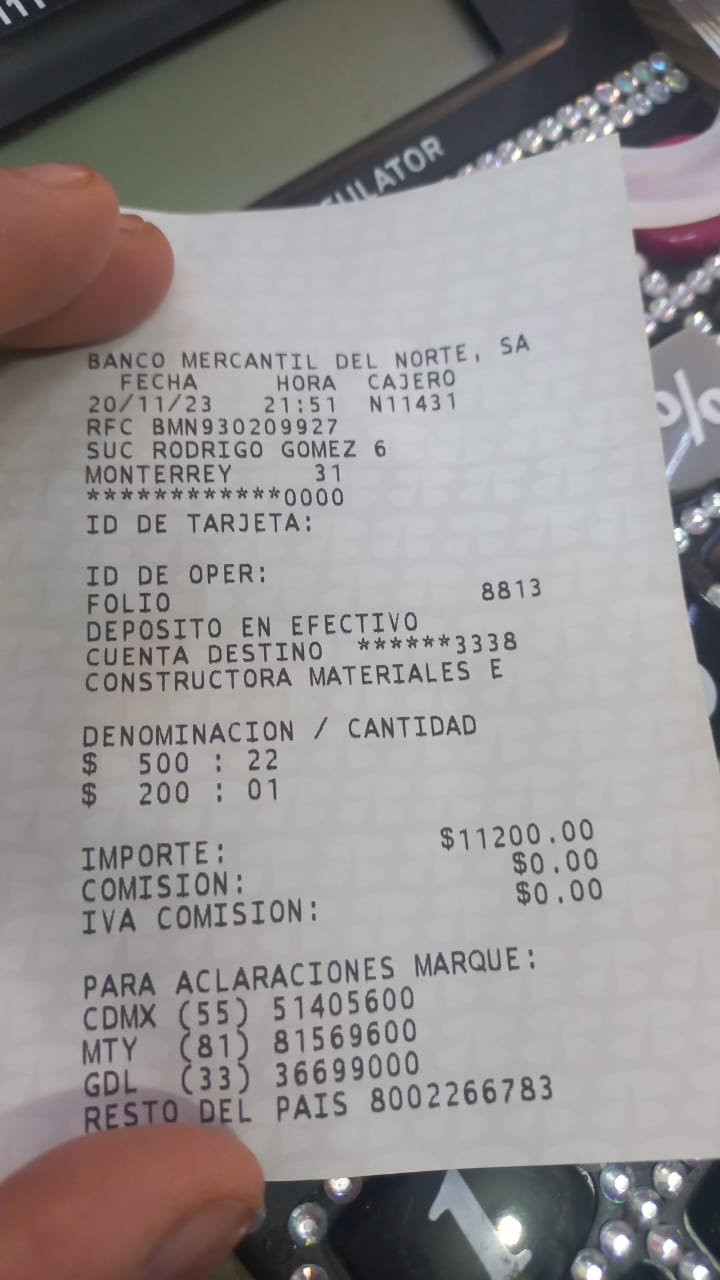 ULATOR
BANCO MERCANTIL DEL NORTE, SA
FECHA HORA CAJERO
20/11/23 21:51 N11431
RFC BMN930209927
SUC RODRIGO GOMEZ 6
MONTERREY 31
************0000
ID DE TARJETA:
ID DE OPER:
FOLIO 8813
DEPOSITO EN EFECTIVO
CUENTA DESTINO ******3338
CONSTRUCTORA MATERIALES E
DENOMINACION / CANTIDAD
$ 500 : 22
$ 200 : 01
IMPORTE: $11200.00
COMISION: $0.00
IVA COMISION: $0.00
PARA ACLARACIONES MARQUE:
CDMX (55) 51405600
MTY (81) 81569600
GDL (33) 36699000
RESTO DEL PAIS 8002266783
%
1